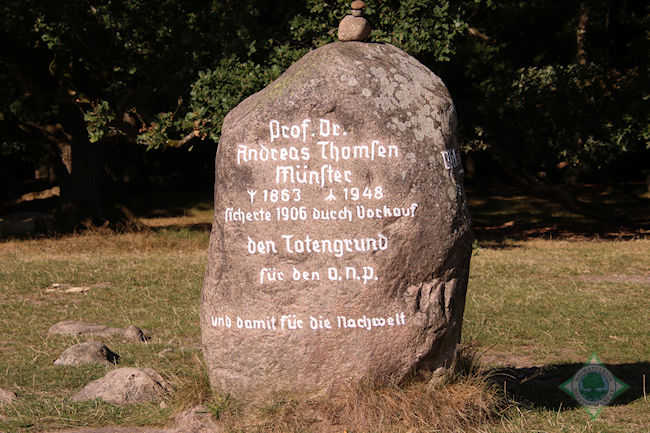 Prof. Dr.
Andreas Thomsen
Münster
ᛉ 1863 ᛣ 1948
sicherte 1906 durch Vorkauf
den Totengrund
für den V.N.P.
und damit für die Nachwelt